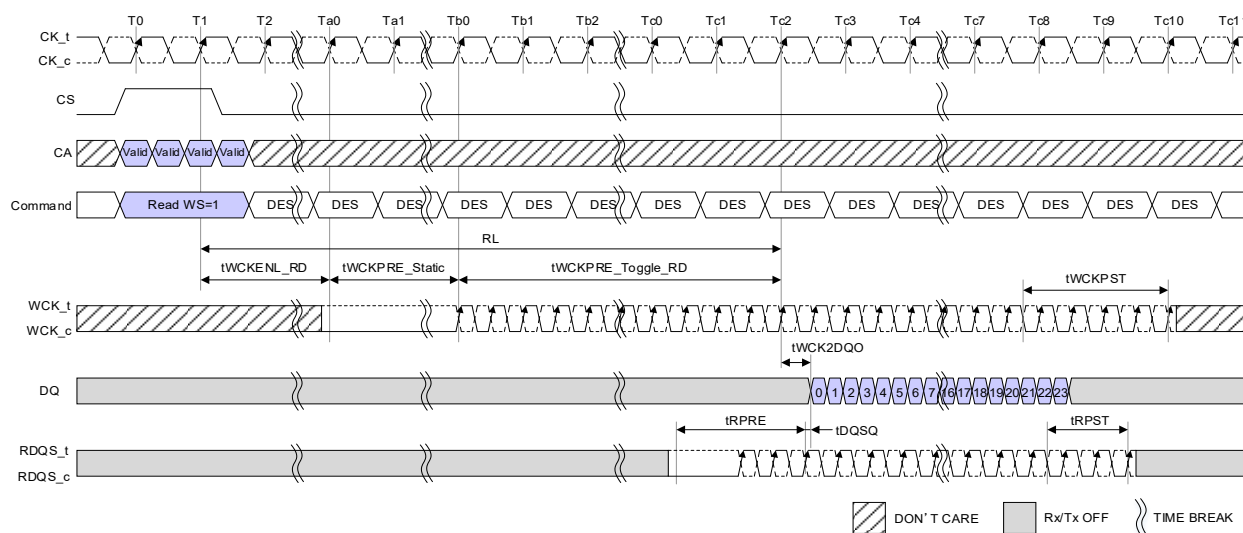 T0 T1 T2 Ta0 Ta1 Tb0 Tb1 Tb2 Tc0 Tc1 Tc2 Tc3 Tc4 Tc7 Tc8 Tc9 Tc10 Tc11
CK_t
CK_c
CS
CA Valid Valid Valid Valid
Command Read WS=1 DES DES DES DES DES DES DES DES DES DES DES DES DES DES DES
RL
tWCKENL_RD tWCKPRE_Static tWCKPRE_Toggle_RD tWCKPST
WCK_t
WCK_c
tWCK2DQO
DQ 0 1 2 3 4 5 6 7 16 17 18 19 20 21 22 23
tRPRE tDQSQ tRPST
RDQS_t
RDQS_c
DON'T CARE Rx/Tx OFF TIME BREAK